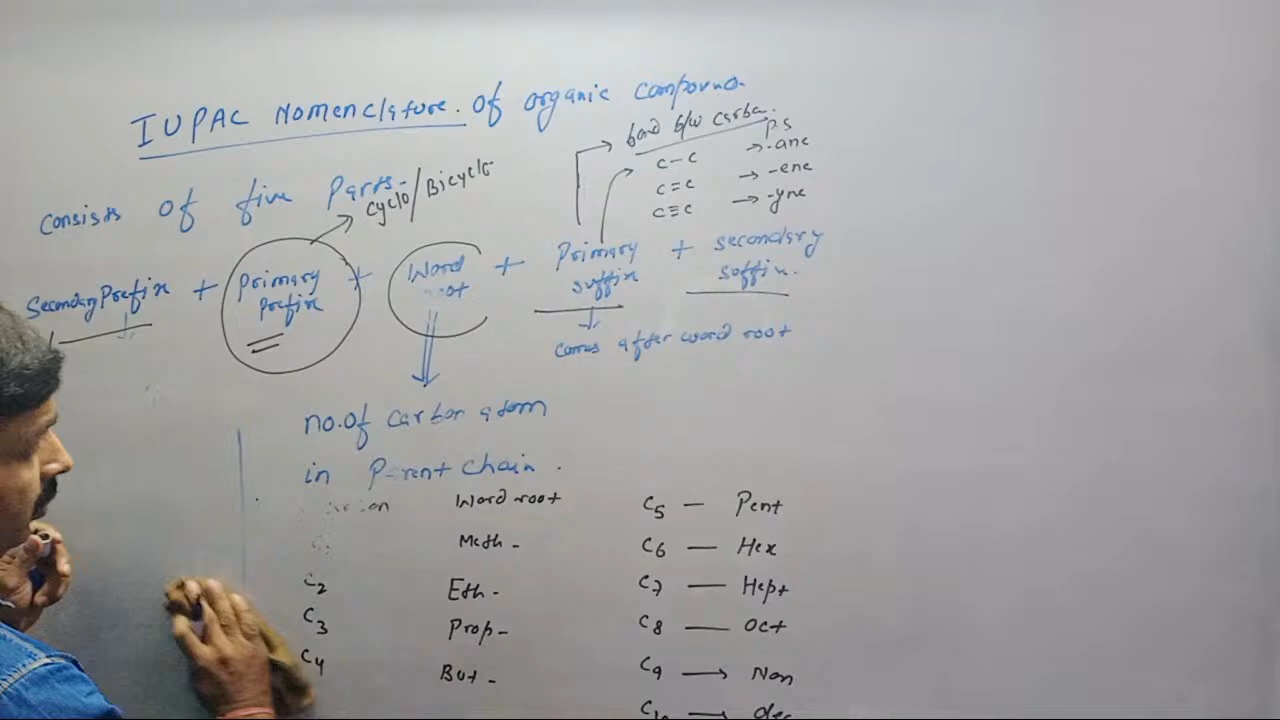 IUPAC Nomenclature. Of organic compound
bond b/w carbon.
P.S
C-C → -ane
C=C → -ene
C≡C → -yne
Consists Of five Parts-
Cyclo/Bicyclo
Secondary Prefix + Primary Prefix + Word root + Primary suffix + secondary suffix.
comes after word root
no.of carbon atom
in Parent chain.
Word root
Meth-
C2 Eth-
C3 Prop-
C4 But-
C5 - Pent
C6 — Hex
C7 — Hept
C8 — Oct
C9 → Non
C10 → dec